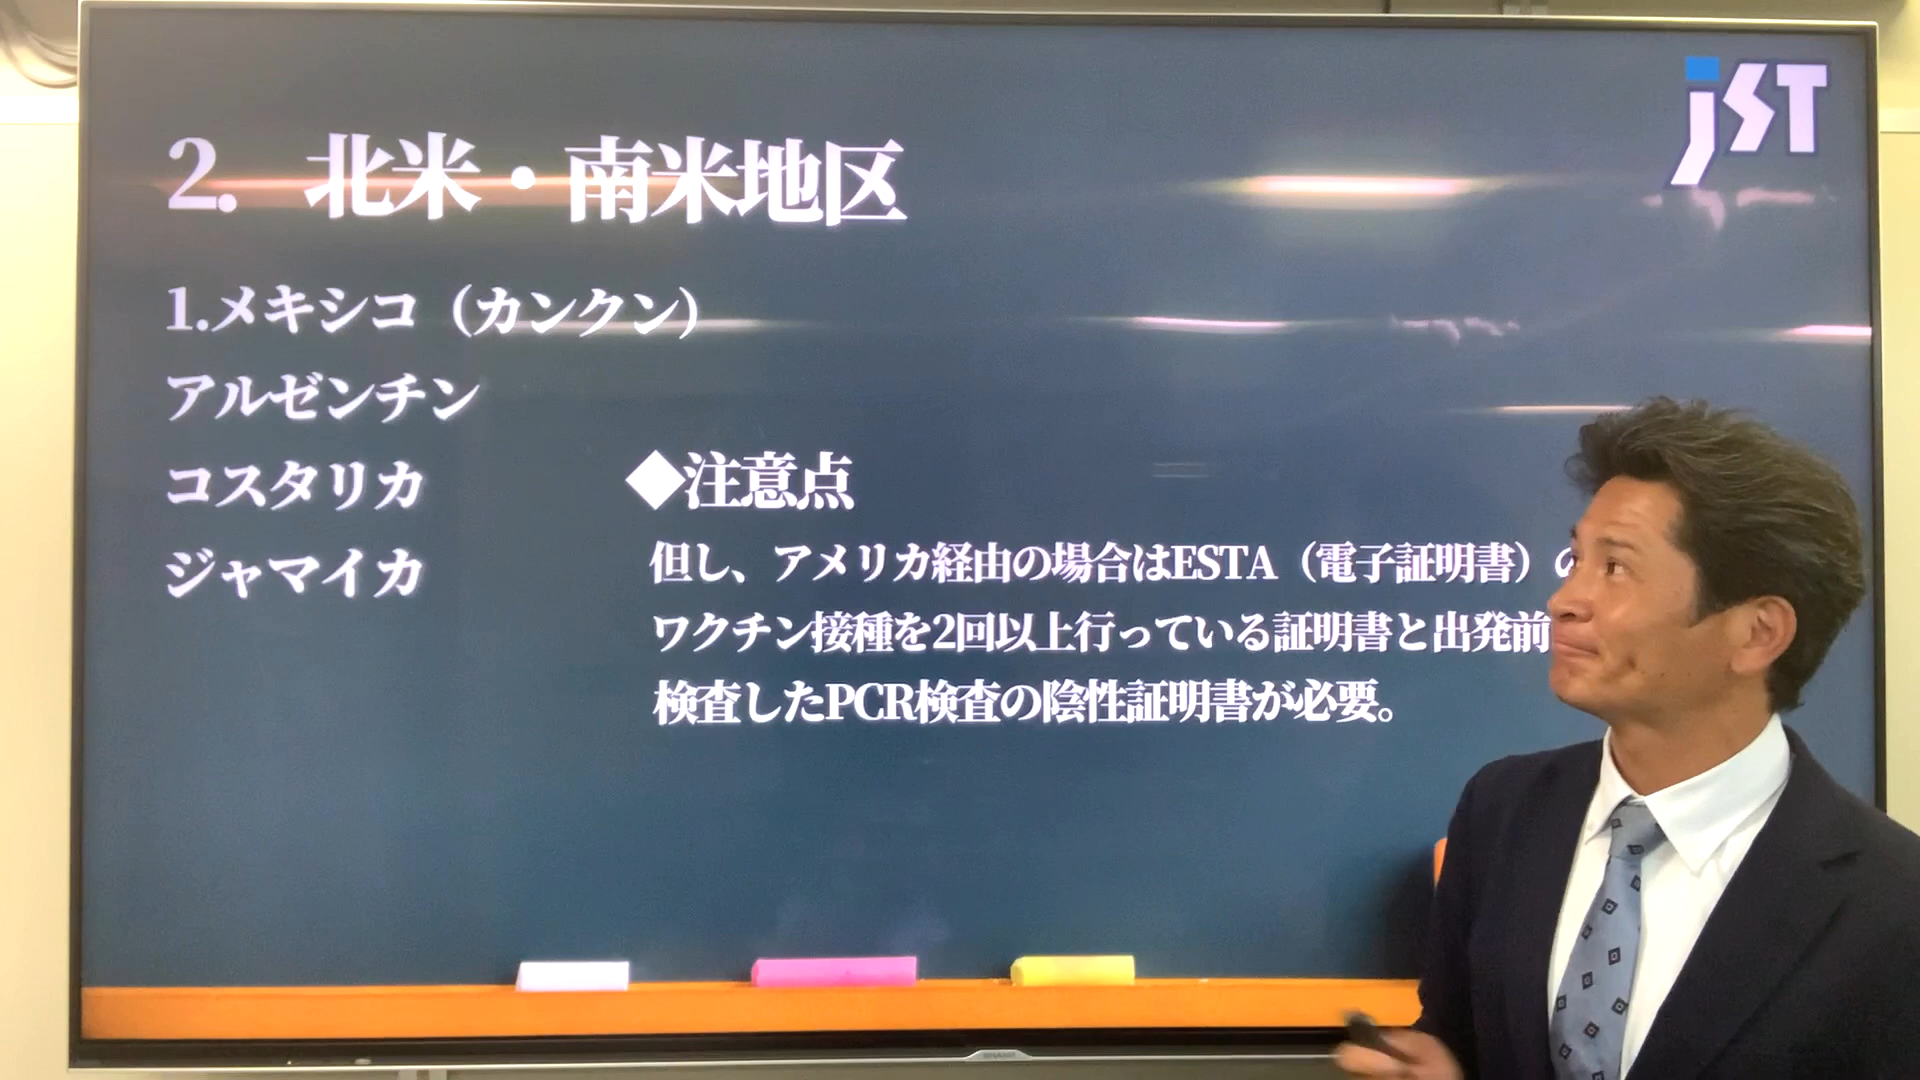 jST
2. 北米・南米地区
1.メキシコ（カンクン）
アルゼンチン
コスタリカ
ジャマイカ
◆注意点
但し、アメリカ経由の場合はESTA（電子証明書）の
ワクチン接種を2回以上行っている証明書と出発前
検査したPCR検査の陰性証明書が必要。
SHARP